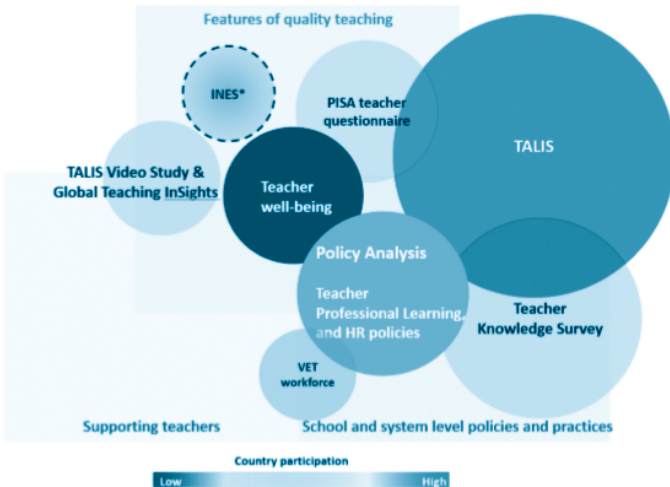 Features of quality teaching
INES*
PISA teacher
questionnaire
TALIS
TALIS Video Study &
Global Teaching InSights
Teacher
well-being
Policy Analysis
Teacher
Professional Learning,
and HR policies
Teacher
Knowledge Survey
VET
workforce
Supporting teachers
School and system level policies and practices
Country participation
Low
High